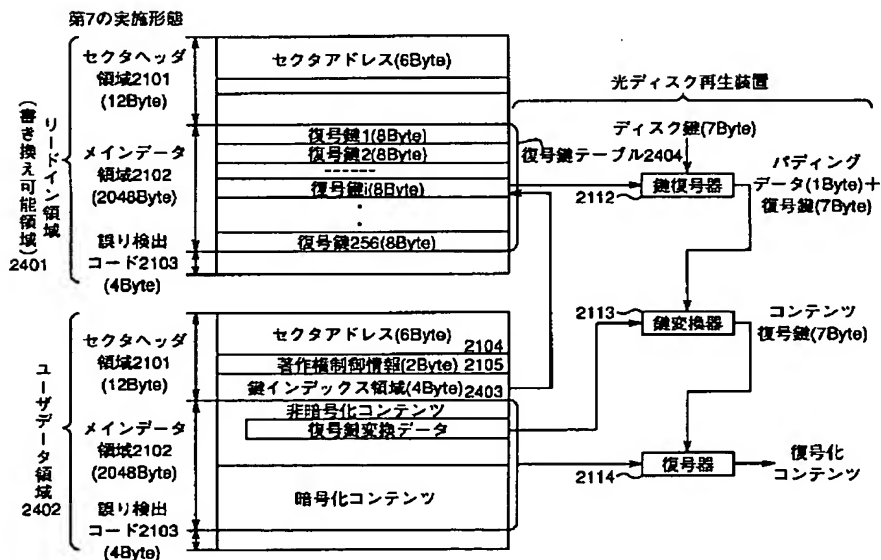 第7の実施形態
セクタヘッダ
領域2101
(12Byte)
メインデータ
領域2102
(2048Byte)
誤り検出
コード2103
(4Byte)
リードイン領域
(書き換え可能領域)
2401
セクタアドレス(6Byte)
復号鍵1(8Byte)
復号鍵2(8Byte)
復号鍵i(8Byte)
復号鍵256(8Byte)
光ディスク再生装置
ディスク鍵(7Byte)
復号鍵テーブル2404
鍵復号器
2112
パディング
データ(1Byte)+
復号鍵(7Byte)
セクタヘッダ
領域2101
(12Byte)
メインデータ
領域2102
(2048Byte)
誤り検出
コード2103
(4Byte)
ユーザデータ領域
2402
セクタアドレス(6Byte)
2104
著作権制御情報(2Byte)
2105
鍵インデックス領域(4Byte)
2403
非暗号化コンテンツ
復号鍵変換データ
暗号化コンテンツ
2113
鍵変換器
コンテンツ
復号鍵(7Byte)
2114
復号器
復号化
コンテンツ